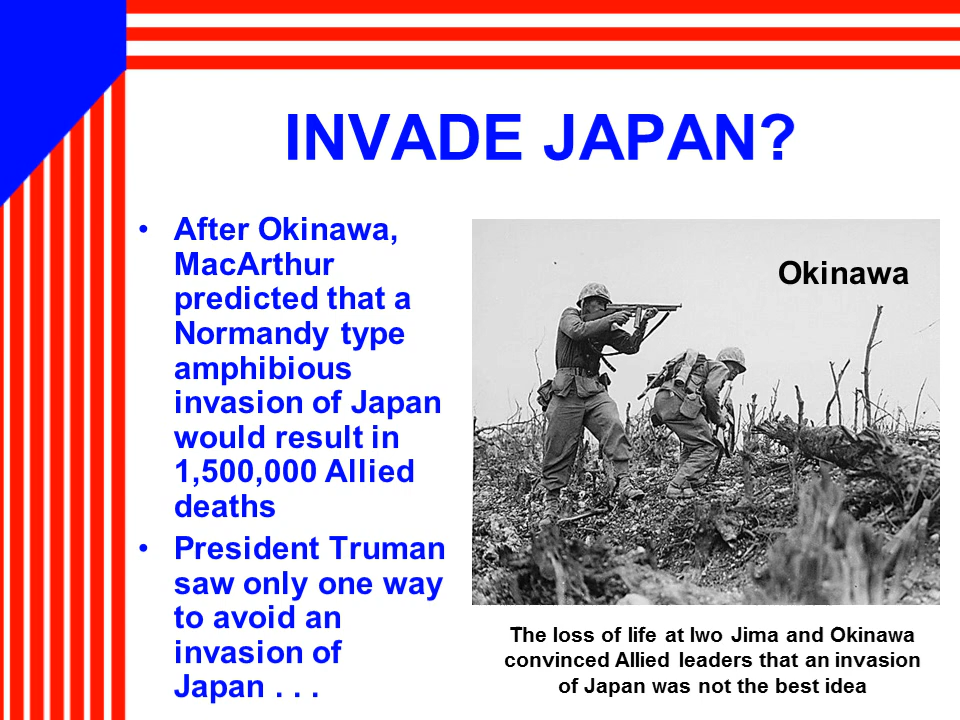 INVADE JAPAN?
• After Okinawa,
MacArthur
predicted that a
Normandy type
amphibious
invasion of Japan
would result in
1,500,000 Allied
deaths
• President Truman
saw only one way
to avoid an
invasion of
Japan . . .
Okinawa
The loss of life at Iwo Jima and Okinawa
convinced Allied leaders that an invasion
of Japan was not the best idea